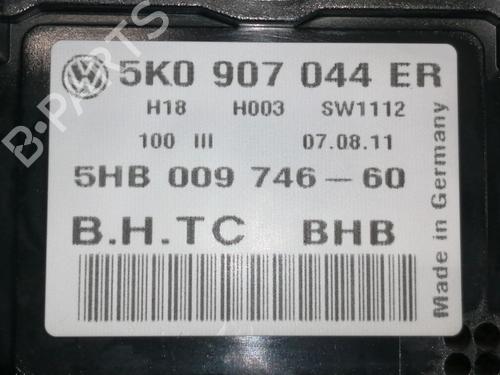 5K0 907 044 ER
H18 H003 SW1112
100 III 07.08.11
5HB 009 746-60
B.H.TC BHB
Made in Germany
B-PARTS